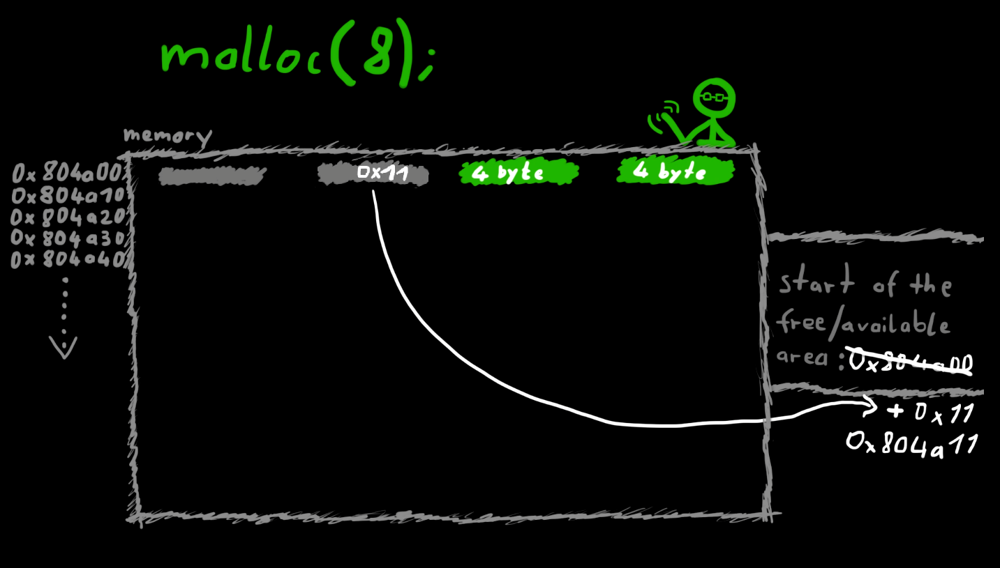 malloc(8);
memory
0x804a00
0x11
4 byte
4 byte
0x804a10
0x804a20
0x804a30
0x804a40
start of the
free/available
area: 0x804a00
+ 0x11
0x804a11